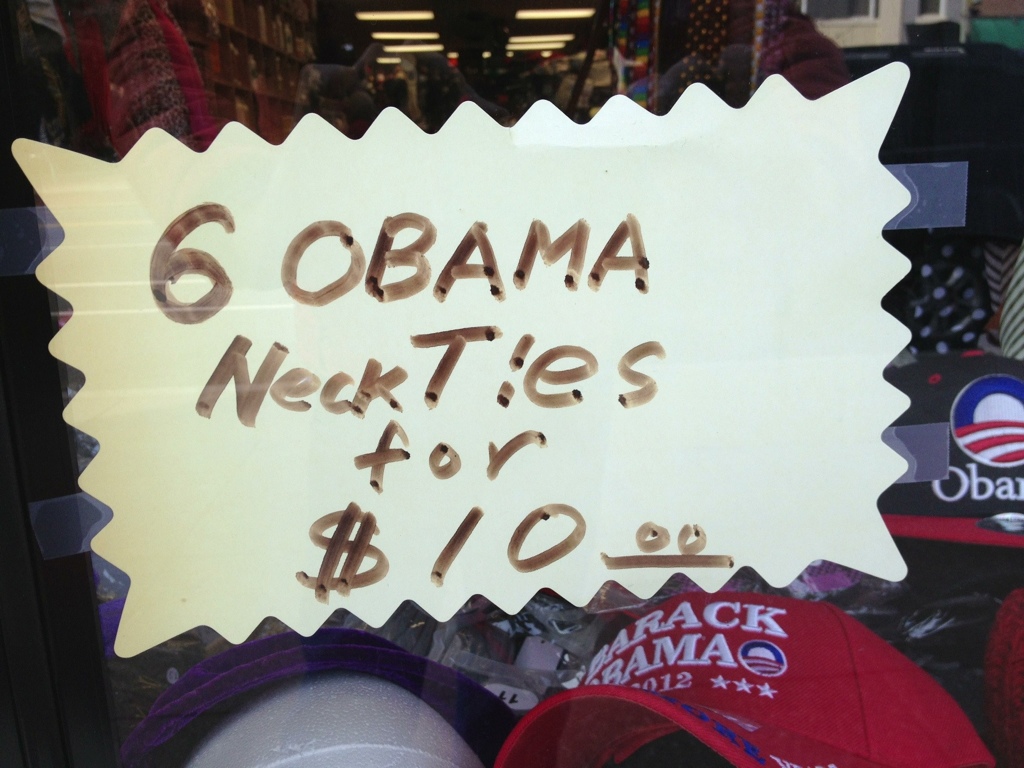 6 OBAMA
NeckTies
for
$10.00
Obam
BARACK
OBAMA
2012